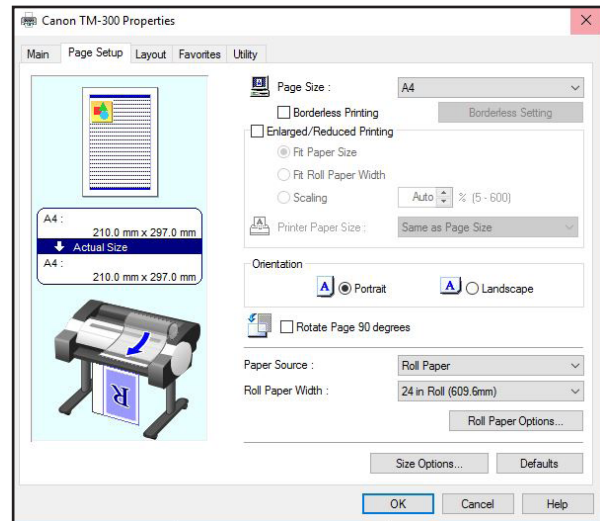 Canon TM-300 Properties
Main Page Setup Layout Favorites Utility
Page Size : A4
Borderless Printing Borderless Setting
Enlarged/Reduced Printing
Fit Paper Size
Fit Roll Paper Width
Scaling Auto % (5 - 600)
Printer Paper Size : Same as Page Size
A4 :
210.0 mm x 297.0 mm
Actual Size
A4 :
210.0 mm x 297.0 mm
R
Orientation
A Portrait A Landscape
Rotate Page 90 degrees
Paper Source : Roll Paper
Roll Paper Width : 24 in Roll (609.6mm)
Roll Paper Options...
Size Options... Defaults
OK Cancel Help